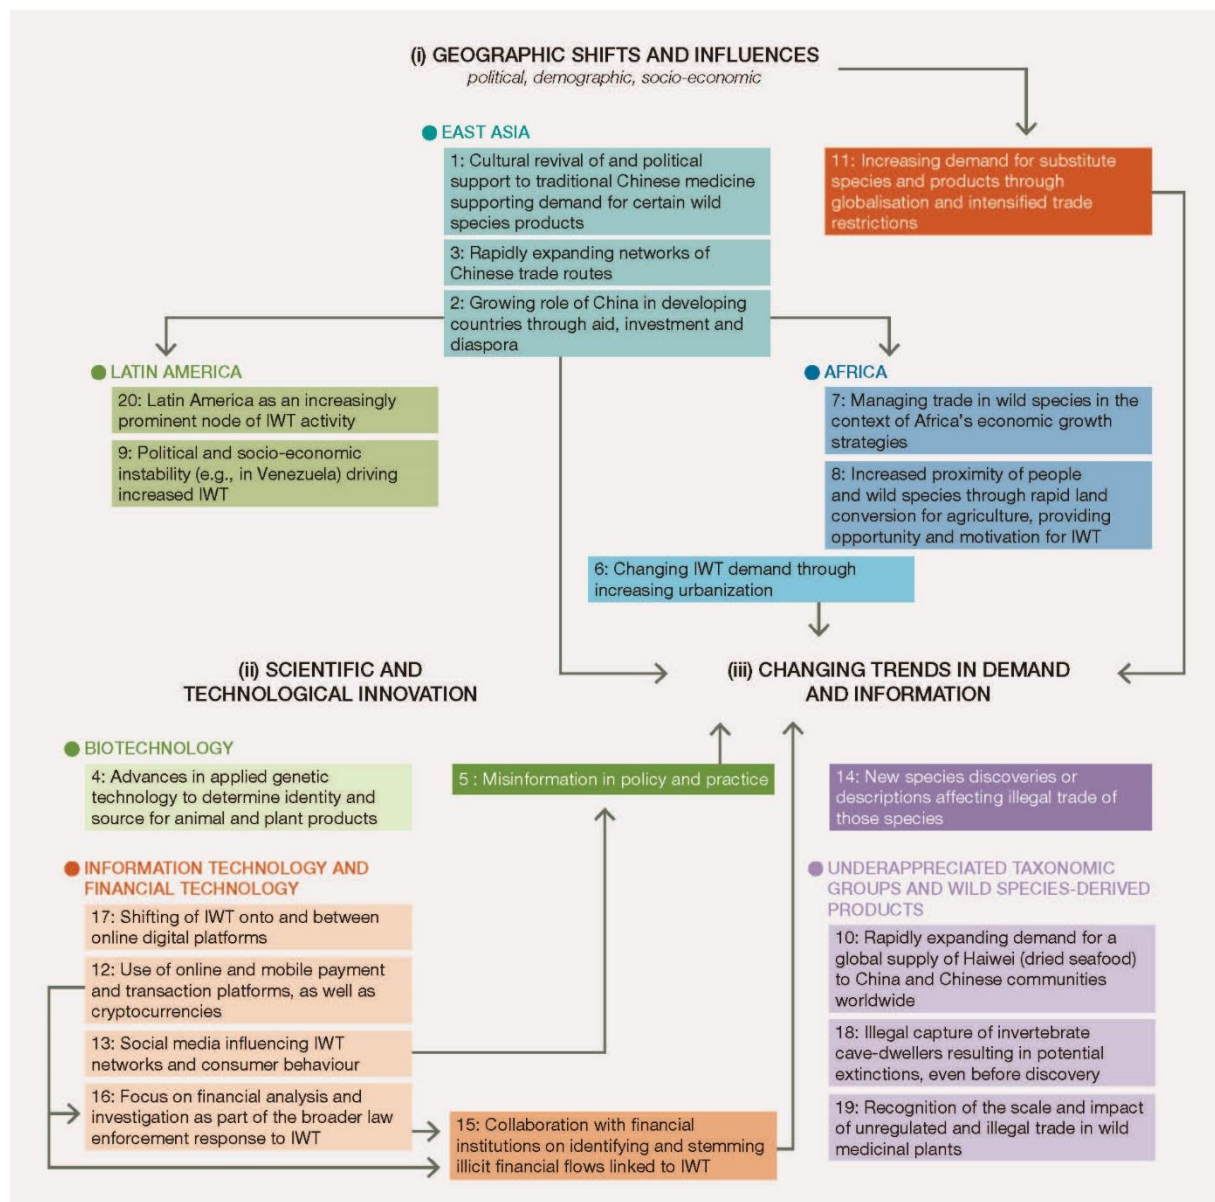 (i) GEOGRAPHIC SHIFTS AND INFLUENCES
political, demographic, socio-economic
EAST ASIA
1: Cultural revival of and political
support to traditional Chinese medicine
supporting demand for certain wild
species products
3: Rapidly expanding networks of
Chinese trade routes
2: Growing role of China in developing
countries through aid, investment and
diaspora
11: Increasing demand for substitute
species and products through
globalisation and intensified trade
restrictions
LATIN AMERICA
20: Latin America as an increasingly
prominent node of IWT activity
9: Political and socio-economic
instability (e.g., in Venezuela) driving
increased IWT
AFRICA
7: Managing trade in wild species in the
context of Africa's economic growth
strategies
8: Increased proximity of people
and wild species through rapid land
conversion for agriculture, providing
opportunity and motivation for IWT
6: Changing IWT demand through
increasing urbanization
(ii) SCIENTIFIC AND
TECHNOLOGICAL INNOVATION
(iii) CHANGING TRENDS IN DEMAND
AND INFORMATION
BIOTECHNOLOGY
4: Advances in applied genetic
technology to determine identity and
source for animal and plant products
5 : Misinformation in policy and practice
14: New species discoveries or
descriptions affecting illegal trade of
those species
INFORMATION TECHNOLOGY AND
FINANCIAL TECHNOLOGY
17: Shifting of IWT onto and between
online digital platforms
12: Use of online and mobile payment
and transaction platforms, as well as
cryptocurrencies
13: Social media influencing IWT
networks and consumer behaviour
16: Focus on financial analysis and
investigation as part of the broader law
enforcement response to IWT
15: Collaboration with financial
institutions on identifying and stemming
illicit financial flows linked to IWT
UNDERAPPRECIATED TAXONOMIC
GROUPS AND WILD SPECIES-DERIVED
PRODUCTS
10: Rapidly expanding demand for a
global supply of Haiwei (dried seafood)
to China and Chinese communities
worldwide
18: Illegal capture of invertebrate
cave-dwellers resulting in potential
extinctions, even before discovery
19: Recognition of the scale and impact
of unregulated and illegal trade in wild
medicinal plants